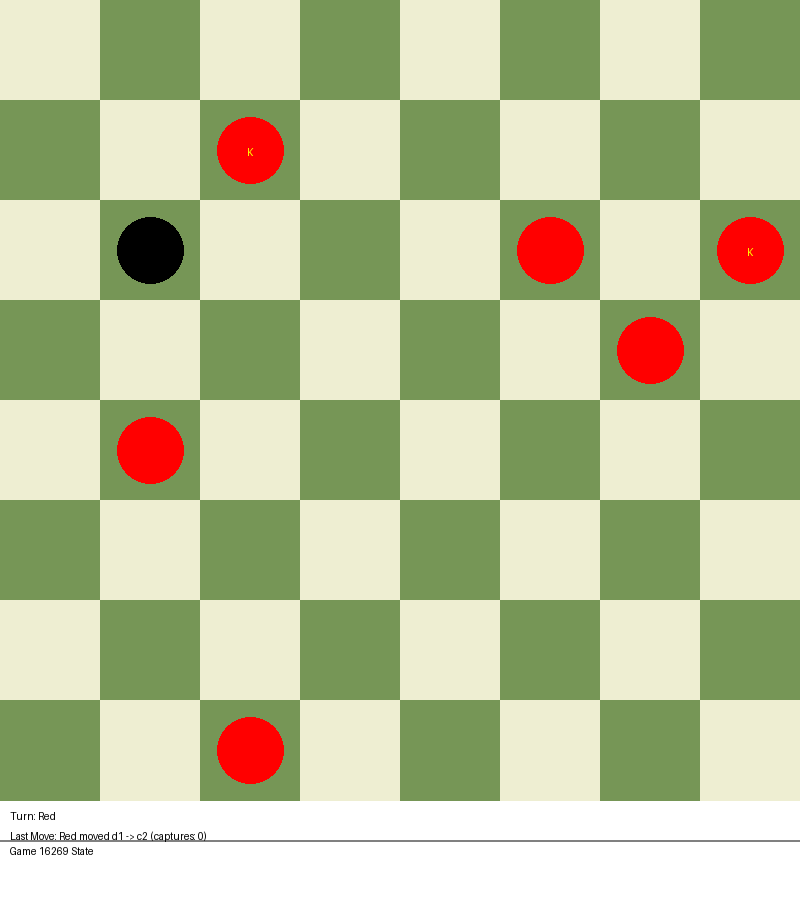 K
K
Turn: Red
Last Move: Red moved d1 -> c2 (captures: 0)
Game 16269 State